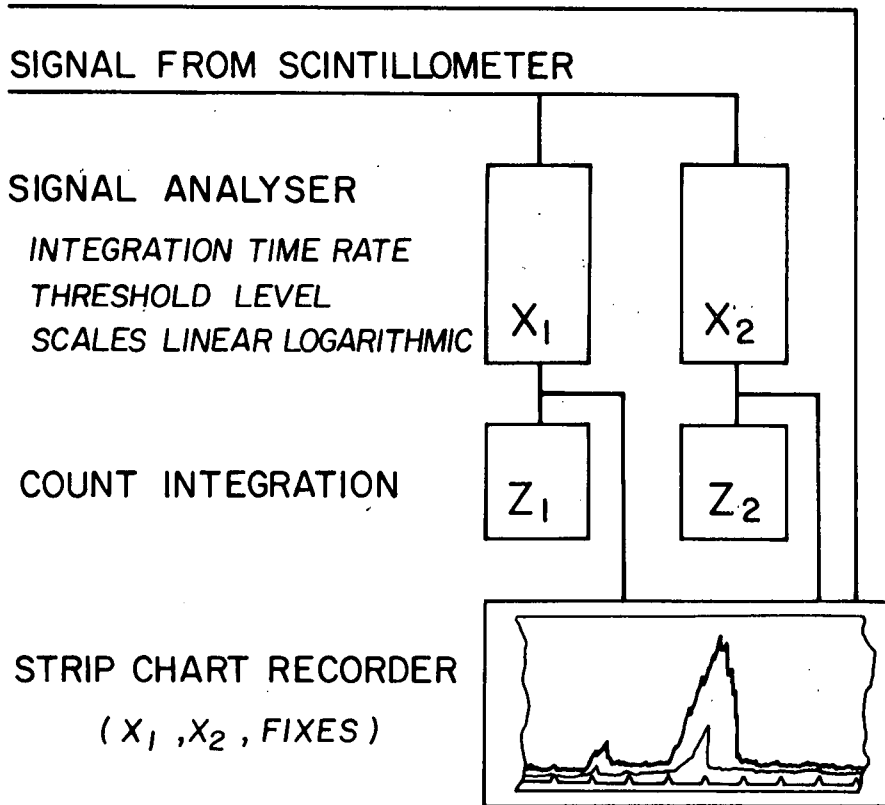 SIGNAL FROM SCINTILLOMETER
SIGNAL ANALYSER
INTEGRATION TIME RATE
THRESHOLD LEVEL
SCALES LINEAR LOGARITHMIC
X1
X2
COUNT INTEGRATION
Z1
Z2
STRIP CHART RECORDER
( X1 , X2 , FIXES )